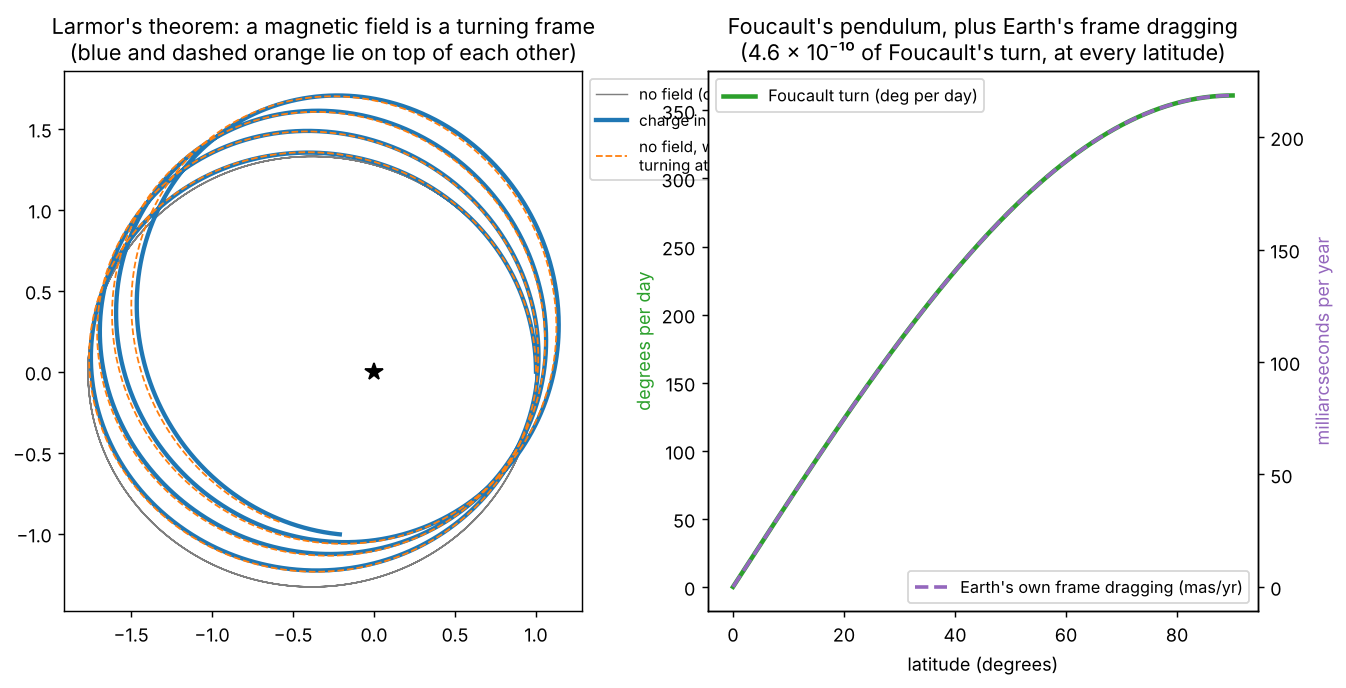 Larmor's theorem: a magnetic field is a turning frame
(blue and dashed orange lie on top of each other)
1.5
1.0
0.5
0.0
−0.5
−1.0
−1.5
−1.0
−0.5
0.0
0.5
1.0
no field (
charge in
no field,
turning at
Foucault's pendulum, plus Earth's frame dragging
(4.6 × 10⁻¹⁰ of Foucault's turn, at every latitude)
Foucault turn (deg per day)
degrees per day
350
300
250
200
150
100
50
0
0
20
40
60
80
latitude (degrees)
200
150
100
50
0
milliarcseconds per year
Earth's own frame dragging (mas/yr)